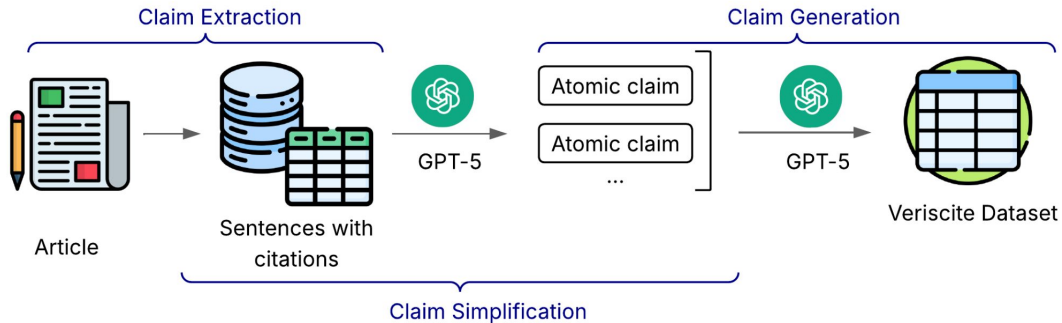 Claim Extraction
Claim Generation
Atomic claim
Atomic claim
...
GPT-5
GPT-5
Article
Sentences with
citations
Veriscite Dataset
Claim Simplification